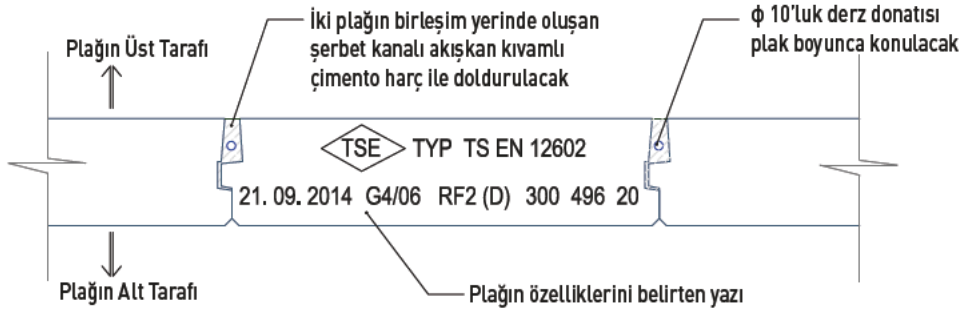 İki plağın birleşim yerinde oluşan
şerbet kanalı akışkan kıvamlı
çimento harç ile doldurulacak
ϕ 10'luk derz donatısı
plak boyunca konulacak
Plağın Üst Tarafı
TSE TYP TS EN 12602
21. 09. 2014 G4/06 RF2 (D) 300 496 20
Plağın Alt Tarafı
Plağın özelliklerini belirten yazı